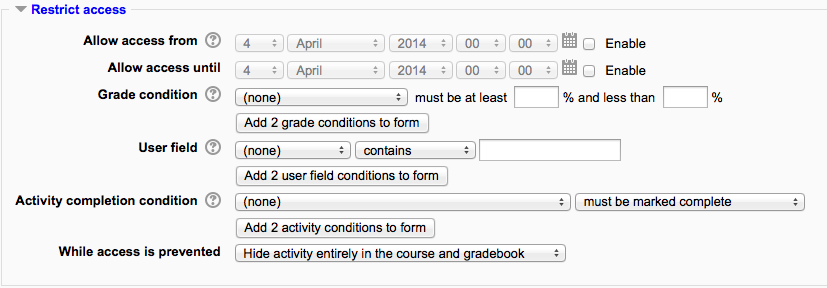 Restrict access
Allow access from 4 April 2014 00 00 Enable
Allow access until 4 April 2014 00 00 Enable
Grade condition (none) must be at least % and less than %
Add 2 grade conditions to form
User field (none) contains
Add 2 user field conditions to form
Activity completion condition (none) must be marked complete
Add 2 activity conditions to form
While access is prevented Hide activity entirely in the course and gradebook